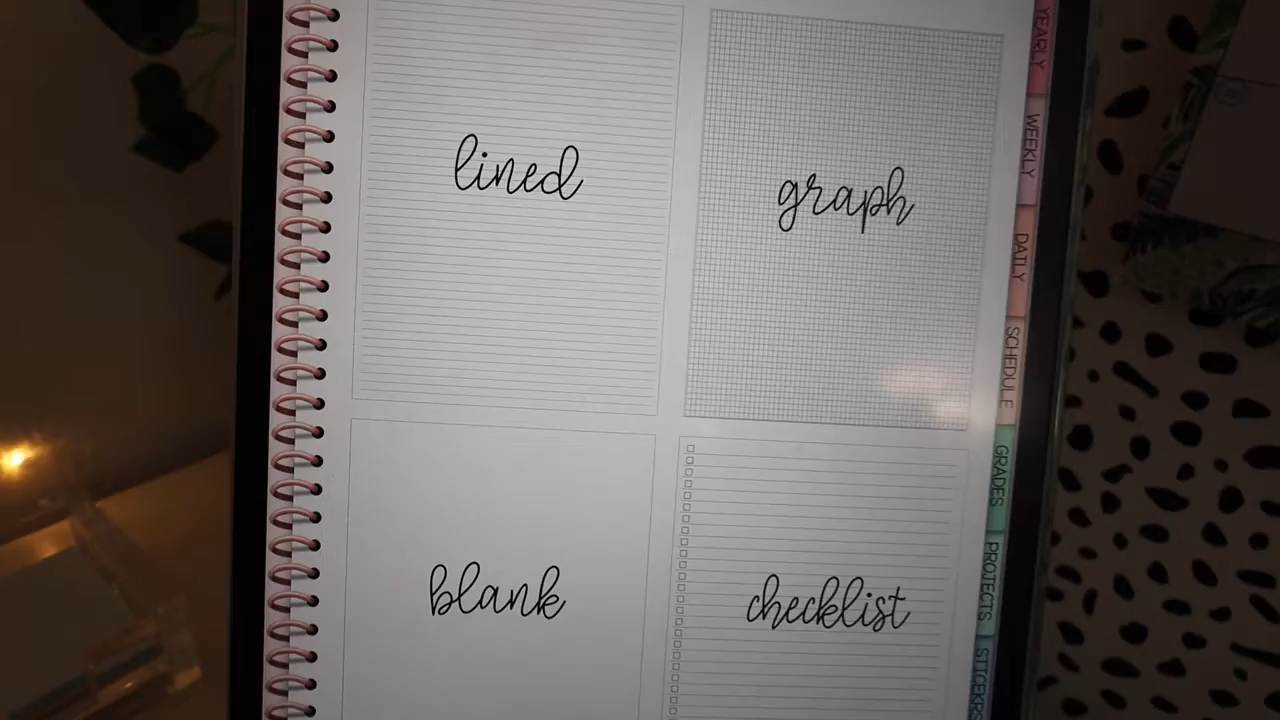 lined
graph
blank
checklist
YEARLY
WEEKLY
DAILY
SCHEDULE
GRADES
PROJECTS
STICKERS